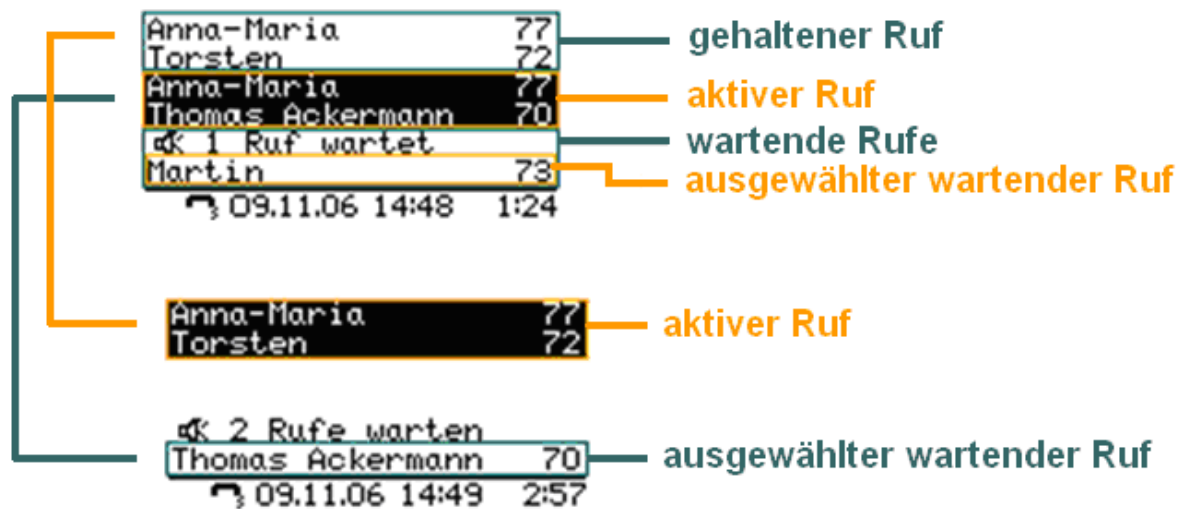 Anna-Maria 77 gehaltener Ruf
Torsten 72
Anna-Maria 77 aktiver Ruf
Thomas Ackermann 70
1 Ruf wartet wartende Rufe
Martin 73 ausgewählter wartender Ruf
09.11.06 14:48 1:24
Anna-Maria 77 aktiver Ruf
Torsten 72
2 Rufe warten
Thomas Ackermann 70 ausgewählter wartender Ruf
09.11.06 14:49 2:57